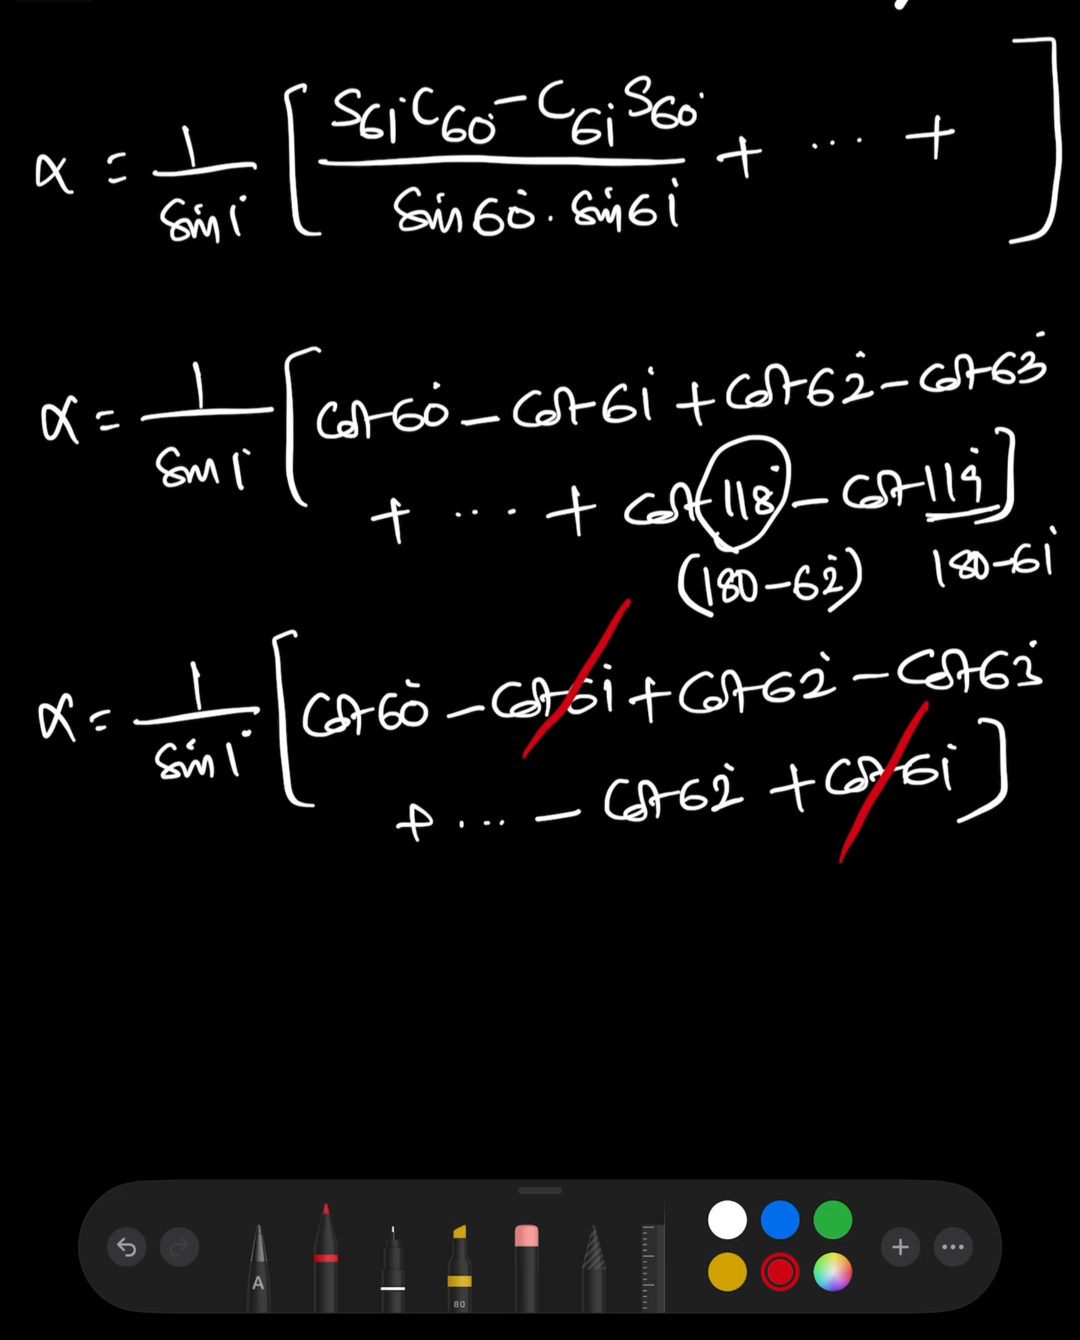 α = 1/sin1° [ (S61°C60° − C61°S60°)/(sin60°. sin61°) + ... + ]
α = 1/sin1° [ cot60° − cot61° + cot62° − cot63°
+ ... + cot118° − cot119° ]
(180−62°) 180−61°
α = 1/sin1° [ cot60° − cot61° + cot62° − cot63°
+ ... − cot62° + cot61° ]
A
80